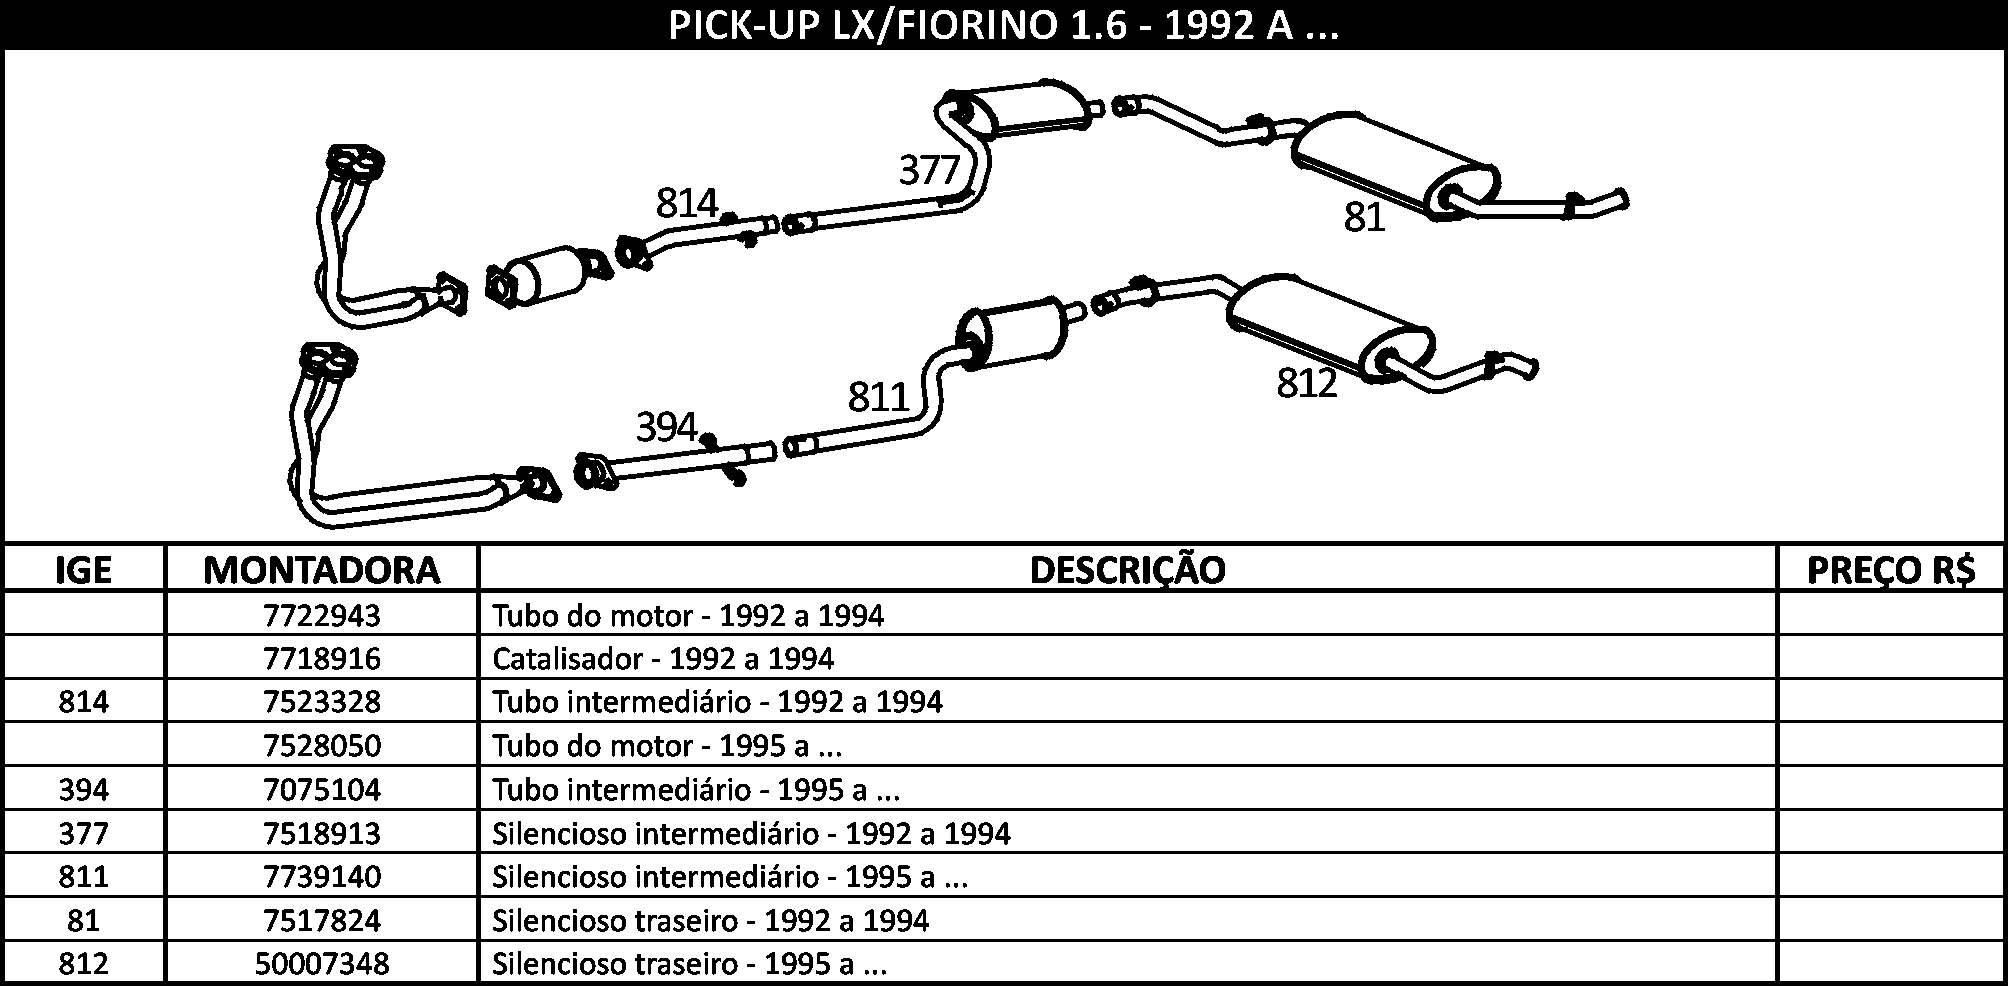 PICK-UP LX/FIORINO 1.6 - 1992 A ...
377
814
81
811
812
394
IGE MONTADORA DESCRIÇÃO PREÇO R$
7722943 Tubo do motor - 1992 a 1994
7718916 Catalisador - 1992 a 1994
814 7523328 Tubo intermediário - 1992 a 1994
7528050 Tubo do motor - 1995 a ...
394 7075104 Tubo intermediário - 1995 a ...
377 7518913 Silencioso intermediário - 1992 a 1994
811 7739140 Silencioso intermediário - 1995 a ...
81 7517824 Silencioso traseiro - 1992 a 1994
812 50007348 Silencioso traseiro - 1995 a ...